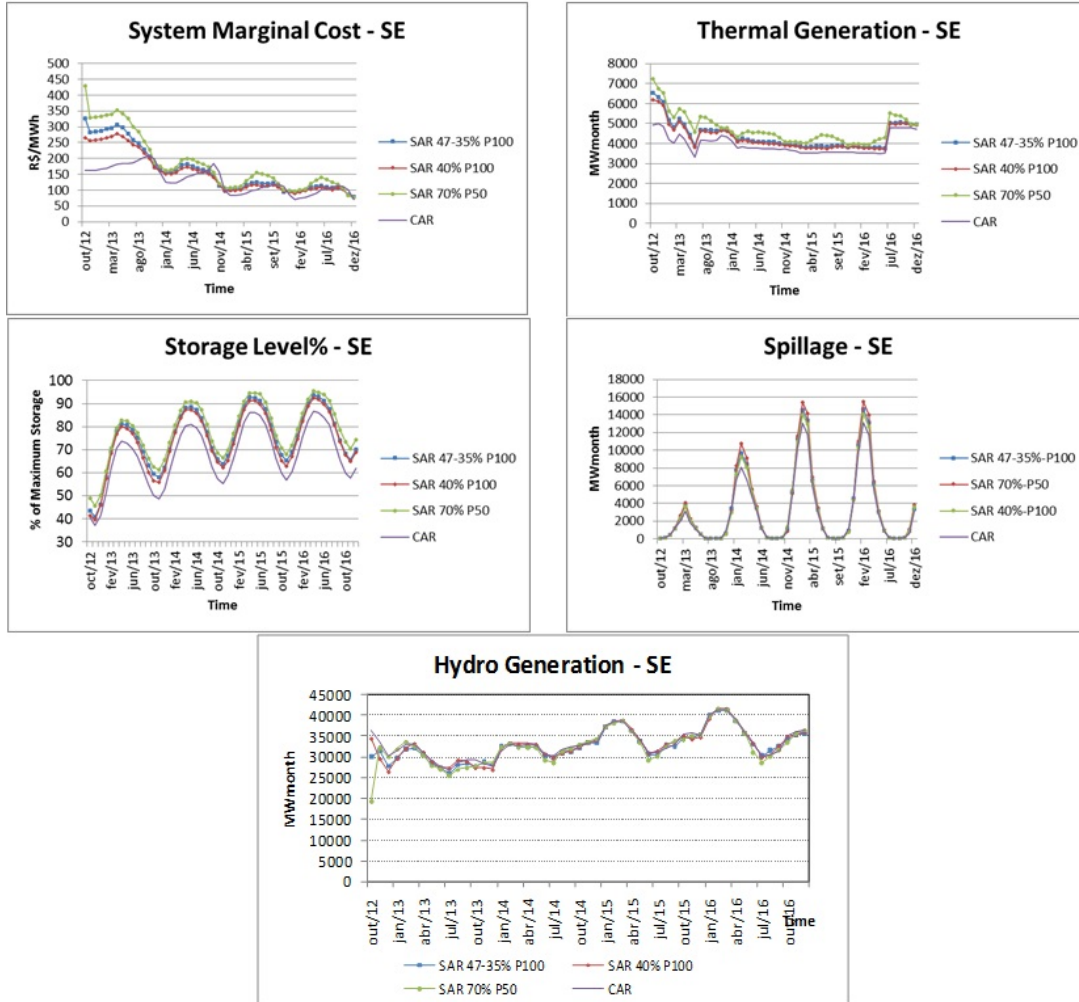 System Marginal Cost - SE
R$/MWh
500
450
400
350
300
250
200
150
100
50
0
out/12
mar/13
ago/13
jan/14
jun/14
nov/14
abr/15
set/15
fev/16
jul/16
dez/16
Time
SAR 47-35% P100
SAR 40% P100
SAR 70% P50
CAR
Thermal Generation - SE
MWmonth
8000
7000
6000
5000
4000
3000
2000
1000
0
out/12
mar/13
ago/13
jan/14
jun/14
nov/14
abr/15
set/15
fev/16
jul/16
dez/16
Time
SAR 47-35% P100
SAR 40% P100
SAR 70% P50
CAR
Storage Level% - SE
% of Maximum Storage
100
90
80
70
60
50
40
30
oct/12
fev/13
jun/13
out/13
fev/14
jun/14
out/14
fev/15
jun/15
out/15
fev/16
jun/16
out/16
Time
SAR 47-35% P100
SAR 40% P100
SAR 70% P50
CAR
Spillage - SE
MWmonth
18000
16000
14000
12000
10000
8000
6000
4000
2000
0
out/12
mar/13
ago/13
jan/14
jun/14
nov/14
abr/15
set/15
fev/16
jul/16
dez/16
Time
SAR 47-35%-P100
SAR 70%-P50
SAR 40%-P100
CAR
Hydro Generation - SE
MWmonth
45000
40000
35000
30000
25000
20000
15000
10000
5000
0
out/12
jan/13
abr/13
jul/13
out/13
jan/14
abr/14
jul/14
out/14
jan/15
abr/15
jul/15
out/15
jan/16
abr/16
jul/16
out/16
Time
SAR 47-35% P100
SAR 40% P100
SAR 70% P50
CAR